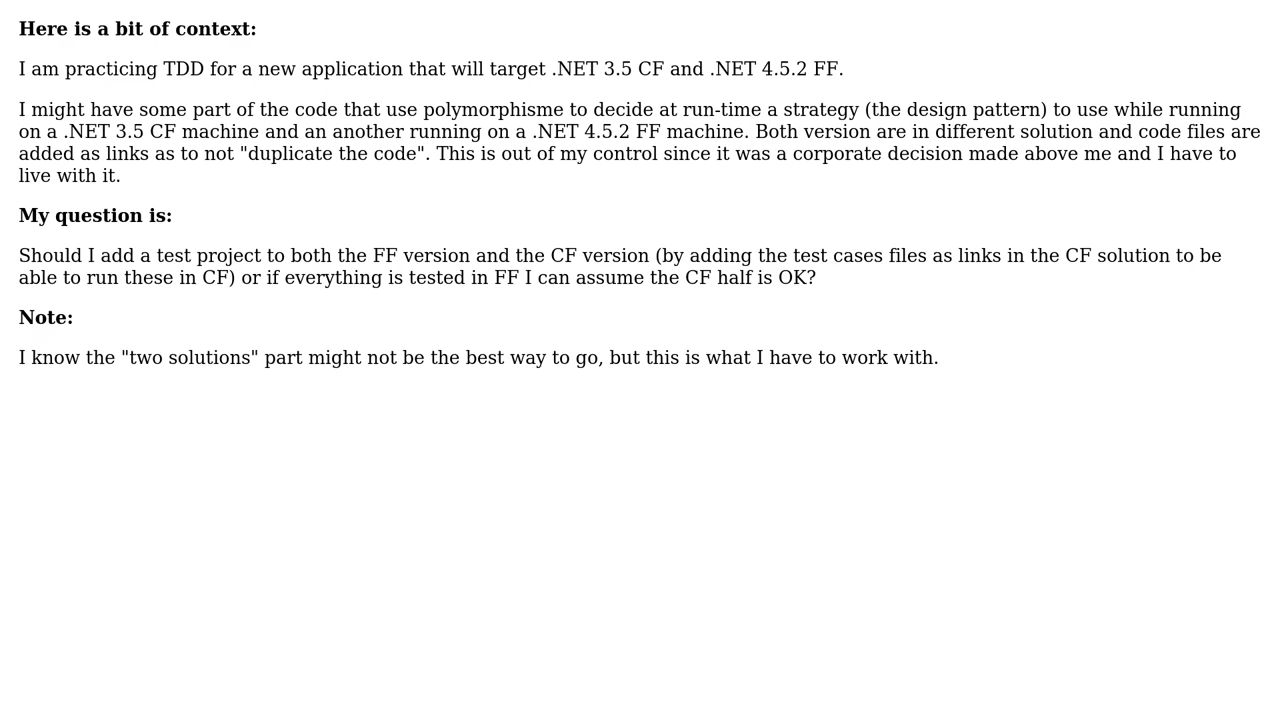 Here is a bit of context:
I am practicing TDD for a new application that will target .NET 3.5 CF and .NET 4.5.2 FF.
I might have some part of the code that use polymorphisme to decide at run-time a strategy (the design pattern) to use while running
on a .NET 3.5 CF machine and an another running on a .NET 4.5.2 FF machine. Both version are in different solution and code files are
added as links as to not "duplicate the code". This is out of my control since it was a corporate decision made above me and I have to
live with it.
My question is:
Should I add a test project to both the FF version and the CF version (by adding the test cases files as links in the CF solution to be
able to run these in CF) or if everything is tested in FF I can assume the CF half is OK?
Note:
I know the "two solutions" part might not be the best way to go, but this is what I have to work with.